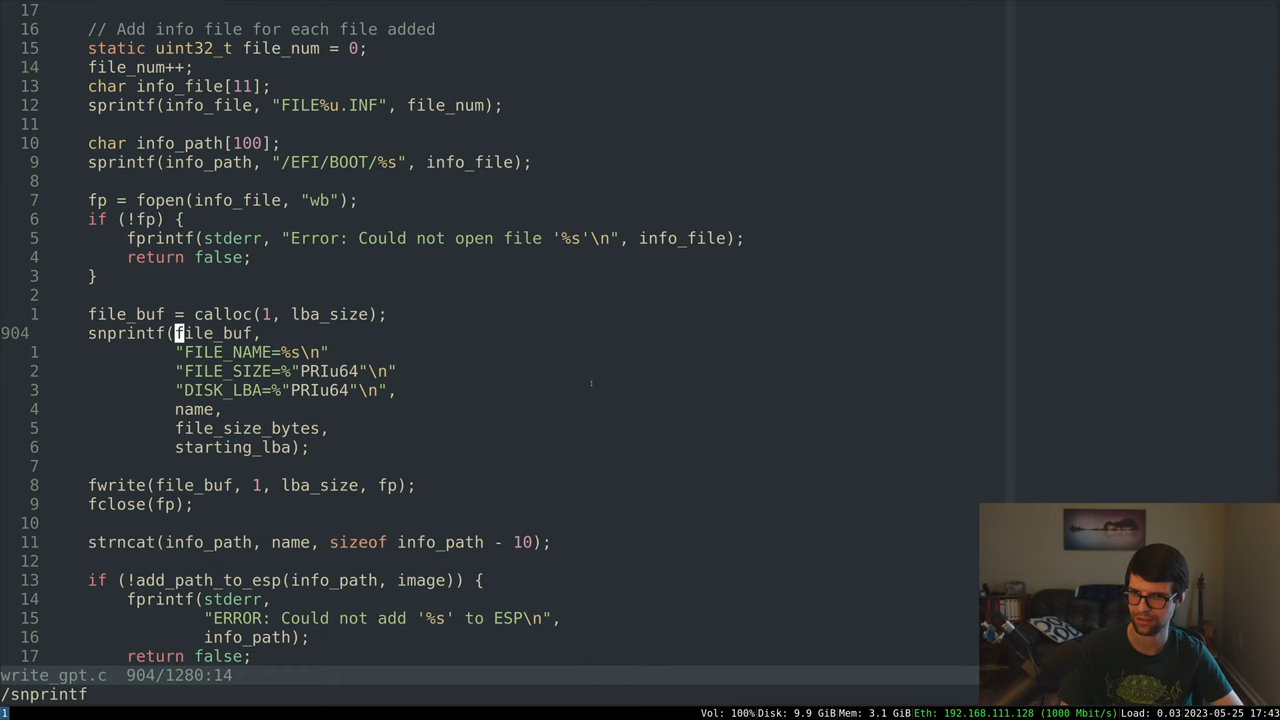 17
16     // Add info file for each file added
15     static uint32_t file_num = 0;
14     file_num++;
13     char info_file[11];
12     sprintf(info_file, "FILE%u.INF", file_num);
11
10     char info_path[100];
9     sprintf(info_path, "/EFI/BOOT/%s", info_file);
8
7     fp = fopen(info_file, "wb");
6     if (!fp) {
5         fprintf(stderr, "Error: Could not open file '%s'\n", info_file);
4         return false;
3     }
2
1     file_buf = calloc(1, lba_size);
904     snprintf(file_buf,
1              "FILE_NAME=%s\n"
2              "FILE_SIZE=%"PRIu64"\n"
3              "DISK_LBA=%"PRIu64"\n",
4              name,
5              file_size_bytes,
6              starting_lba);
7
8     fwrite(file_buf, 1, lba_size, fp);
9     fclose(fp);
10
11     strncat(info_path, name, sizeof info_path - 10);
12
13     if (!add_path_to_esp(info_path, image)) {
14         fprintf(stderr,
15                 "ERROR: Could not add '%s' to ESP\n",
16                 info_path);
17         return false;
write_gpt.c  904/1280:14
/snprintf
1 Vol: 100% Disk: 9.9 GiB Mem: 3.1 GiB Eth: 192.168.111.128 (1000 Mbit/s) Load: 0.03 2023-05-25 17:43